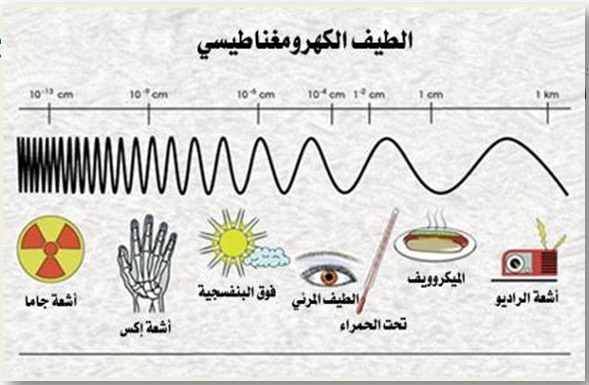 الطيف الكهرومغناطيسي
10⁻¹³ cm 10⁻⁹ cm 10⁻⁶ cm 10⁻⁴ cm 1⁻² cm 1 cm 1 km
أشعة جاما
أشعة إكس
فوق البنفسجية
الطيف المرئي
تحت الحمراء
الميكروويف
أشعة الراديو